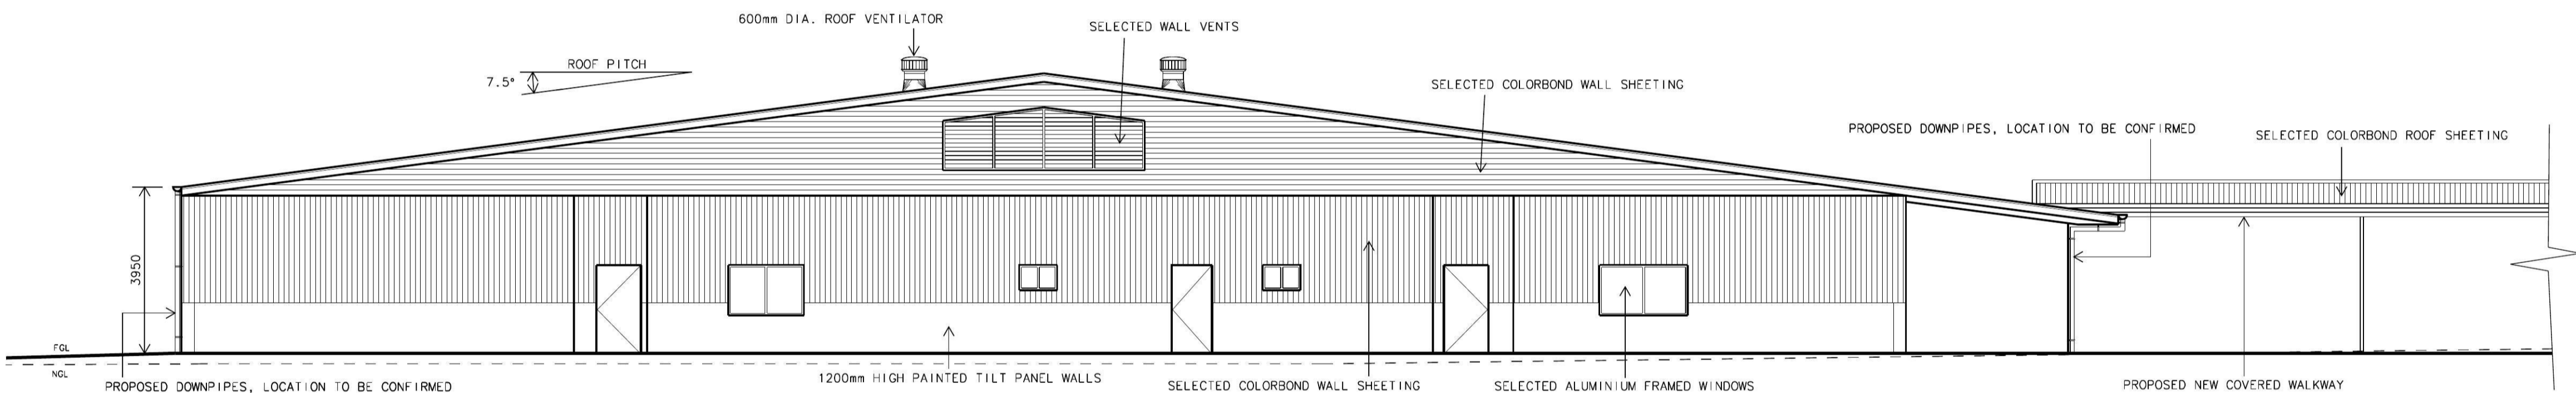 600mm DIA. ROOF VENTILATOR
SELECTED WALL VENTS
ROOF PITCH
7.5°
SELECTED COLORBOND WALL SHEETING
PROPOSED DOWNPIPES, LOCATION TO BE CONFIRMED
SELECTED COLORBOND ROOF SHEETING
3950
FGL
NGL
PROPOSED DOWNPIPES, LOCATION TO BE CONFIRMED
1200mm HIGH PAINTED TILT PANEL WALLS
SELECTED COLORBOND WALL SHEETING
SELECTED ALUMINIUM FRAMED WINDOWS
PROPOSED NEW COVERED WALKWAY